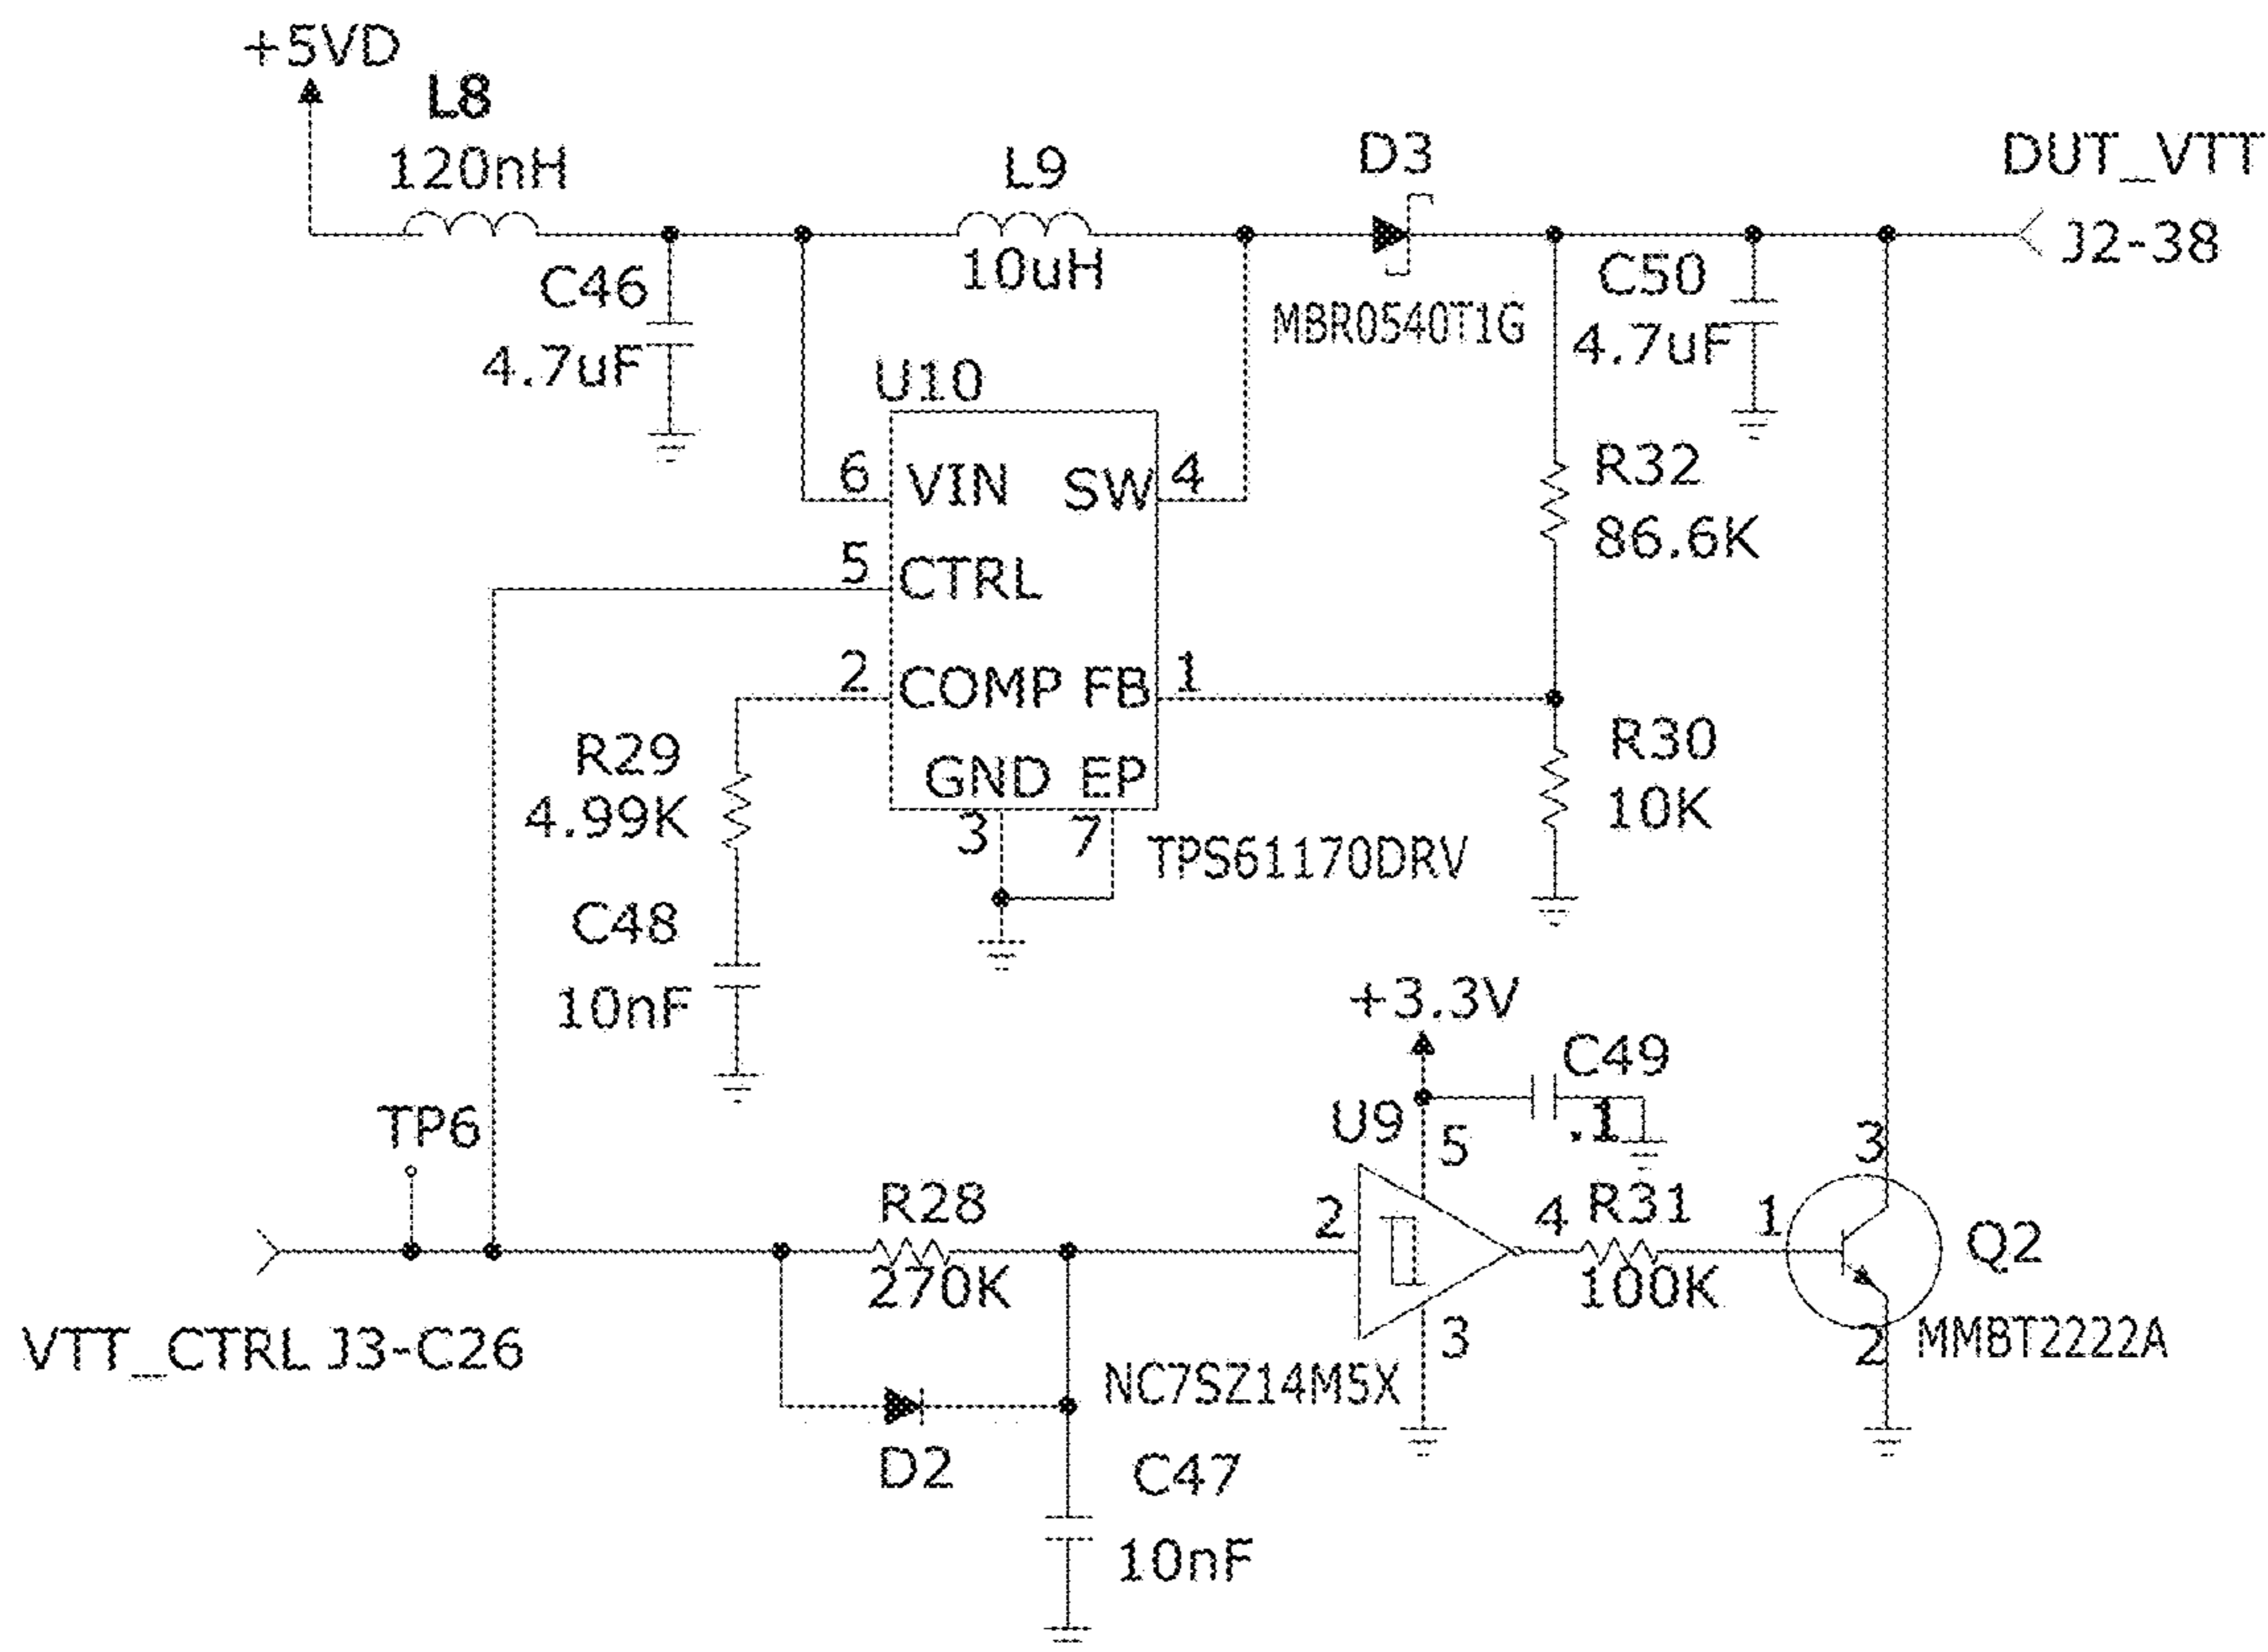 +5VD
L8
120nH
L9
10uH
D3
MBR0540T1G
DUT_VTT
J2-38
C46
4.7uF
C50
4.7uF
U10
6 VIN SW 4
5 CTRL
2 COMP FB 1
GND EP
3 7
TPS61170DRV
R32
86.6K
R30
10K
R29
4.99K
C48
10nF
+3.3V
C49
.1
U9
5
TP6
R28
270K
2
4
3
R31
100K
1
3
2
Q2
MMBT2222A
VTT_CTRL J3-C26
NC7SZ14M5X
D2
C47
10nF